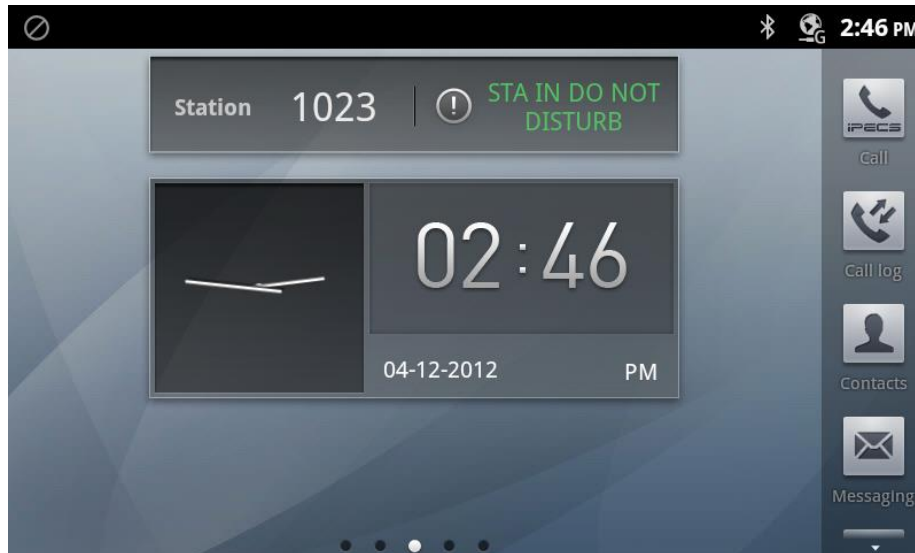 G 2:46 PM
Station 1023 STA IN DO NOT
DISTURB
iPECS
Call
02:46
Call log
04-12-2012 PM
Contacts
Messaging